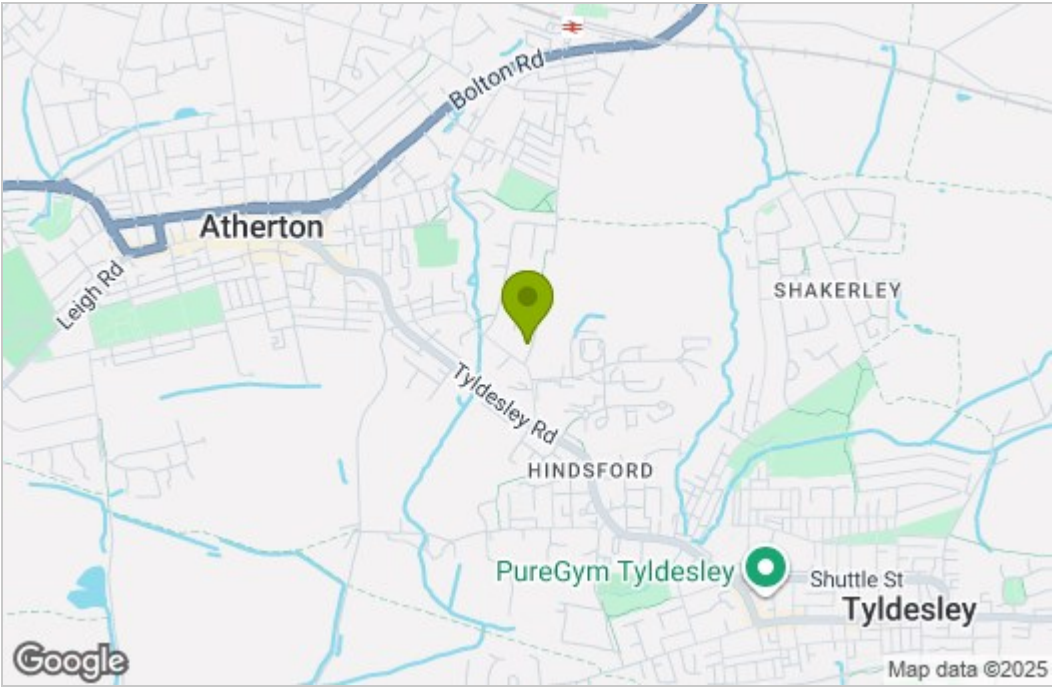 Bolton Rd
Atherton
Leigh Rd
SHAKERLEY
Tyldesley Rd
HINDSFORD
PureGym Tyldesley
Shuttle St
Tyldesley
Google
Map data ©2025